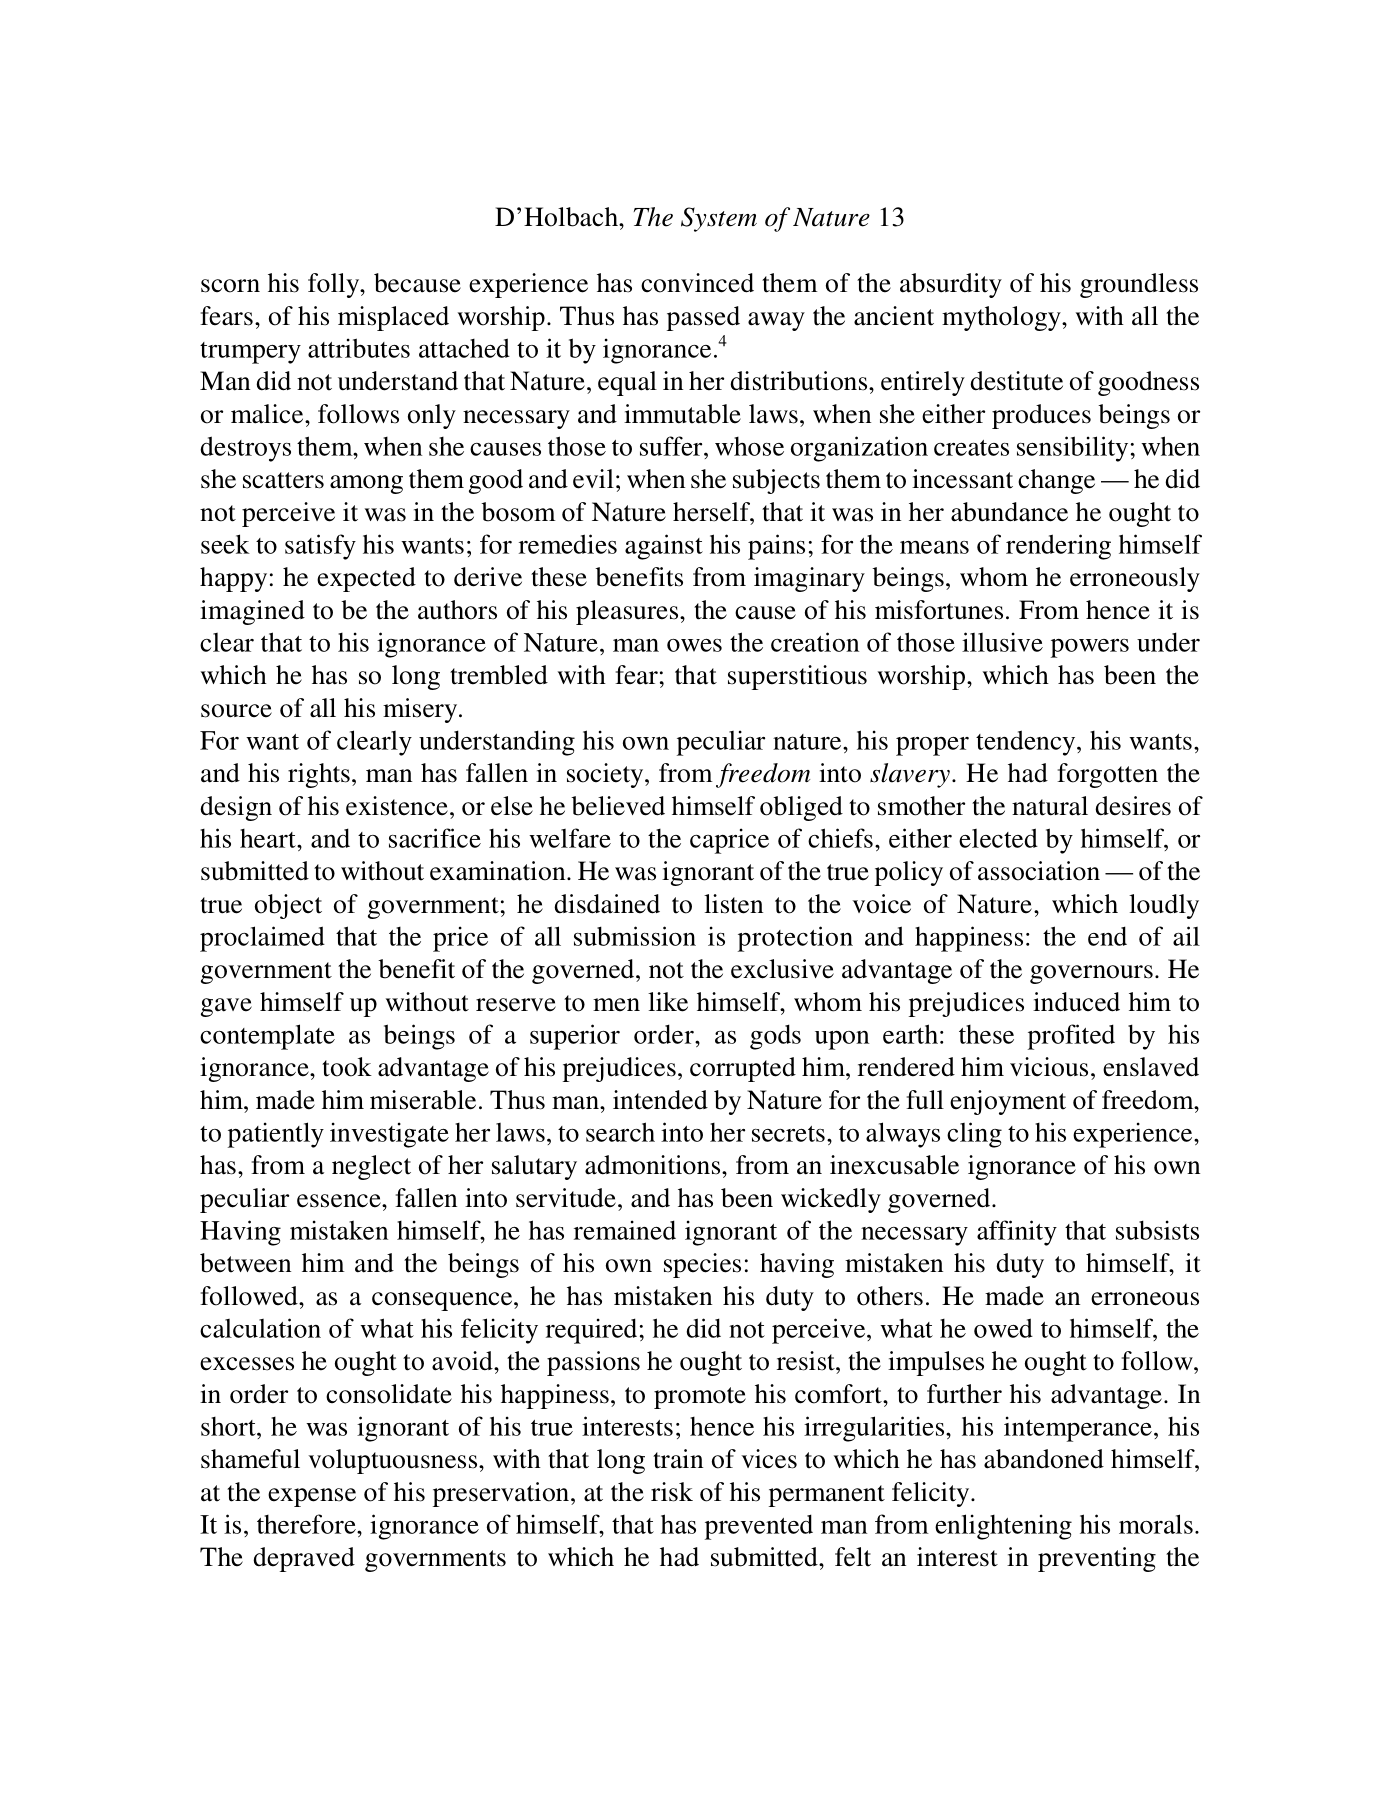 D’Holbach, The System of Nature 13
scorn his folly, because experience has convinced them of the absurdity of his groundless
fears, of his misplaced worship. Thus has passed away the ancient mythology, with all the
trumpery attributes attached to it by ignorance.4
Man did not understand that Nature, equal in her distributions, entirely destitute of goodness
or malice, follows only necessary and immutable laws, when she either produces beings or
destroys them, when she causes those to suffer, whose organization creates sensibility; when
she scatters among them good and evil; when she subjects them to incessant change — he did
not perceive it was in the bosom of Nature herself, that it was in her abundance he ought to
seek to satisfy his wants; for remedies against his pains; for the means of rendering himself
happy: he expected to derive these benefits from imaginary beings, whom he erroneously
imagined to be the authors of his pleasures, the cause of his misfortunes. From hence it is
clear that to his ignorance of Nature, man owes the creation of those illusive powers under
which he has so long trembled with fear; that superstitious worship, which has been the
source of all his misery.
For want of clearly understanding his own peculiar nature, his proper tendency, his wants,
and his rights, man has fallen in society, from freedom into slavery. He had forgotten the
design of his existence, or else he believed himself obliged to smother the natural desires of
his heart, and to sacrifice his welfare to the caprice of chiefs, either elected by himself, or
submitted to without examination. He was ignorant of the true policy of association — of the
true object of government; he disdained to listen to the voice of Nature, which loudly
proclaimed that the price of all submission is protection and happiness: the end of ail
government the benefit of the governed, not the exclusive advantage of the governours. He
gave himself up without reserve to men like himself, whom his prejudices induced him to
contemplate as beings of a superior order, as gods upon earth: these profited by his
ignorance, took advantage of his prejudices, corrupted him, rendered him vicious, enslaved
him, made him miserable. Thus man, intended by Nature for the full enjoyment of freedom,
to patiently investigate her laws, to search into her secrets, to always cling to his experience,
has, from a neglect of her salutary admonitions, from an inexcusable ignorance of his own
peculiar essence, fallen into servitude, and has been wickedly governed.
Having mistaken himself, he has remained ignorant of the necessary affinity that subsists
between him and the beings of his own species: having mistaken his duty to himself, it
followed, as a consequence, he has mistaken his duty to others. He made an erroneous
calculation of what his felicity required; he did not perceive, what he owed to himself, the
excesses he ought to avoid, the passions he ought to resist, the impulses he ought to follow,
in order to consolidate his happiness, to promote his comfort, to further his advantage. In
short, he was ignorant of his true interests; hence his irregularities, his intemperance, his
shameful voluptuousness, with that long train of vices to which he has abandoned himself,
at the expense of his preservation, at the risk of his permanent felicity.
It is, therefore, ignorance of himself, that has prevented man from enlightening his morals.
The depraved governments to which he had submitted, felt an interest in preventing the